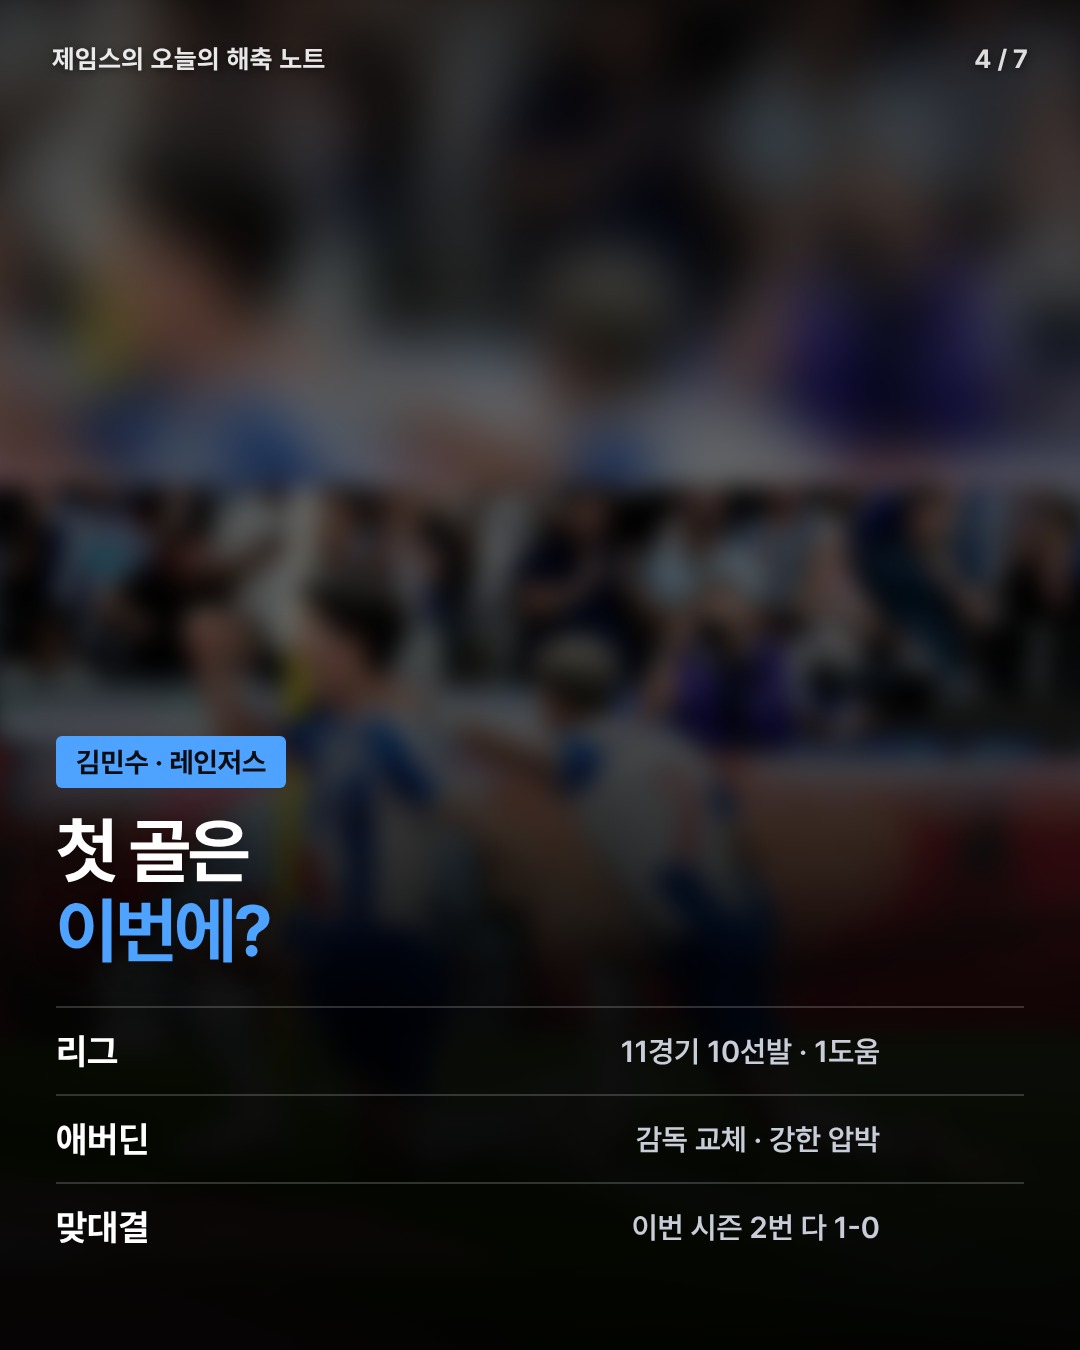 제임스의 오늘의 해축 노트
4 / 7
김민수 · 레인저스
첫 골은
이번에?
리그
11경기 10선발 · 1도움
애버딘
감독 교체 · 강한 압박
맞대결
이번 시즌 2번 다 1-0